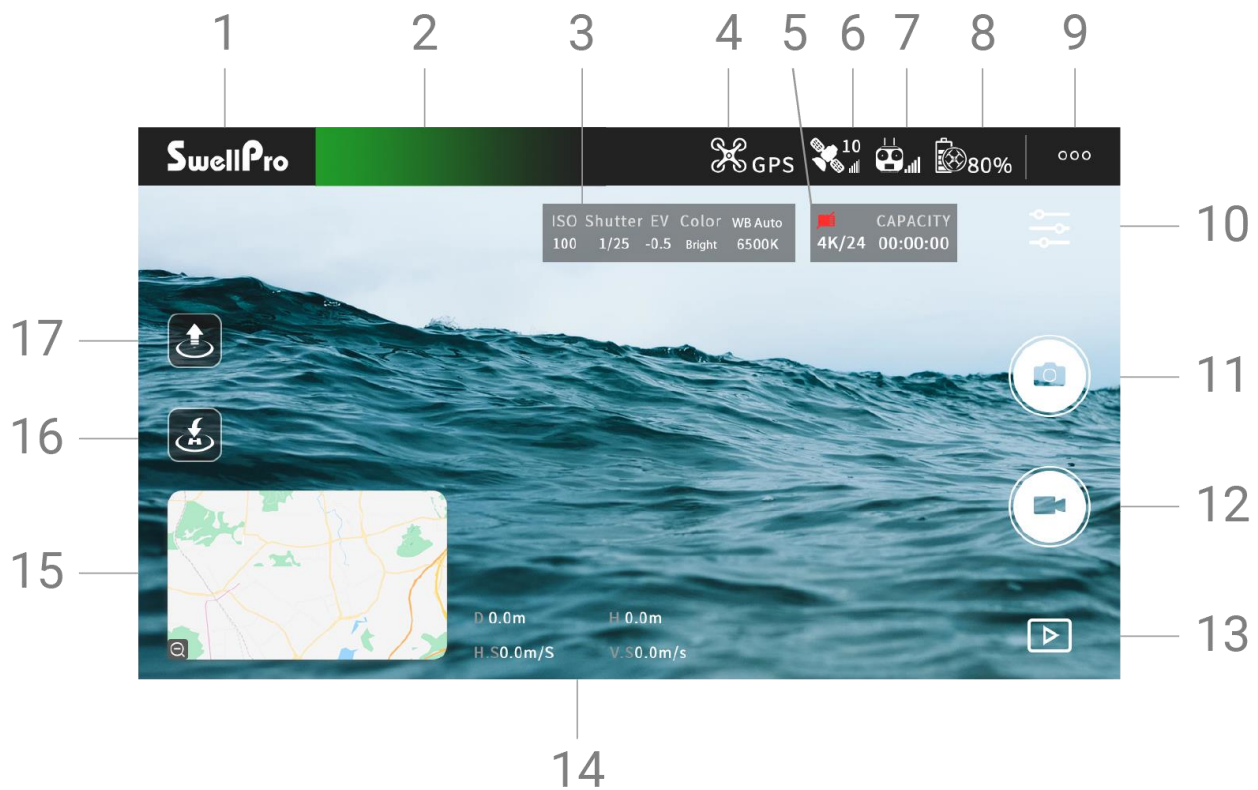 1 2 3 4 5 6 7 8 9
SwellPro GPS 10 80%
ISO Shutter EV Color WB Auto
100 1/25 -0.5 Bright 6500K
CAPACITY
4K/24 00:00:00
10
17
11
16
12
15
D 0.0m H 0.0m
H.S0.0m/S V.S0.0m/s
13
14